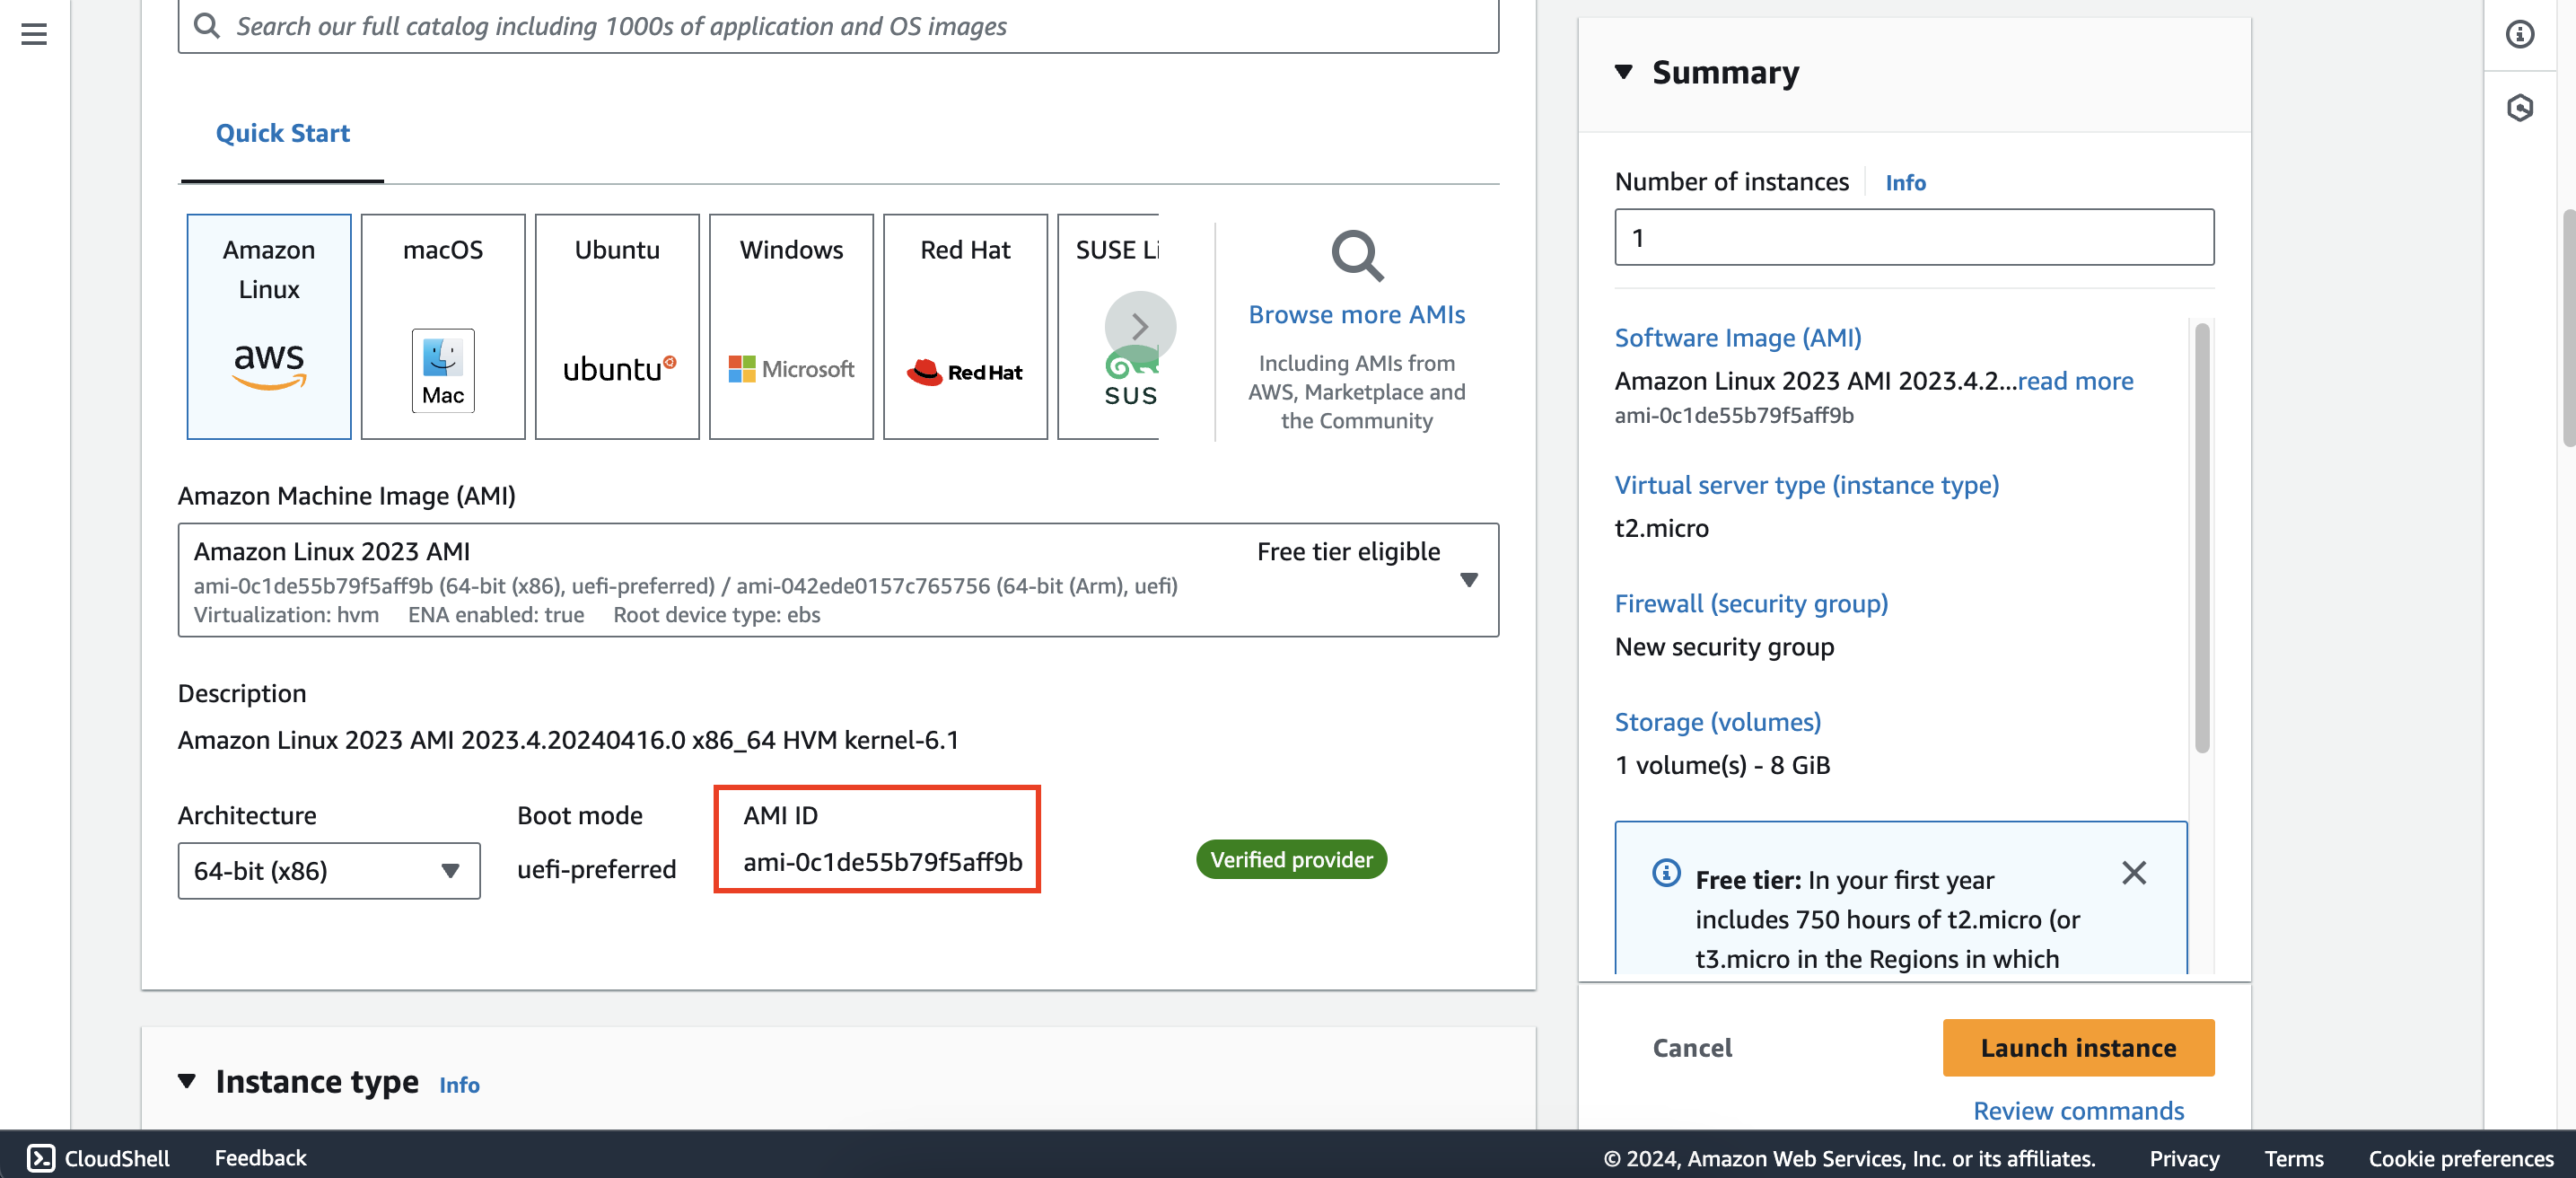 Search our full catalog including 1000s of application and OS images
Quick Start
Amazon
Linux
aws
macOS
Mac
Ubuntu
ubuntu
Windows
Microsoft
Red Hat
Red Hat
SUSE Li
SUS
Browse more AMIs
Including AMIs from
AWS, Marketplace and
the Community
Amazon Machine Image (AMI)
Amazon Linux 2023 AMI
Free tier eligible
ami-0c1de55b79f5aff9b (64-bit (x86), uefi-preferred) / ami-042ede0157c765756 (64-bit (Arm), uefi)
Virtualization: hvm ENA enabled: true Root device type: ebs
Description
Amazon Linux 2023 AMI 2023.4.20240416.0 x86_64 HVM kernel-6.1
Architecture
64-bit (x86)
Boot mode
uefi-preferred
AMI ID
ami-0c1de55b79f5aff9b
Verified provider
Instance type Info
Summary
Number of instances Info
1
Software Image (AMI)
Amazon Linux 2023 AMI 2023.4.2...read more
ami-0c1de55b79f5aff9b
Virtual server type (instance type)
t2.micro
Firewall (security group)
New security group
Storage (volumes)
1 volume(s) - 8 GiB
Free tier: In your first year
includes 750 hours of t2.micro (or
t3.micro in the Regions in which
Cancel
Launch instance
Review commands
CloudShell Feedback
© 2024, Amazon Web Services, Inc. or its affiliates. Privacy Terms Cookie preferences